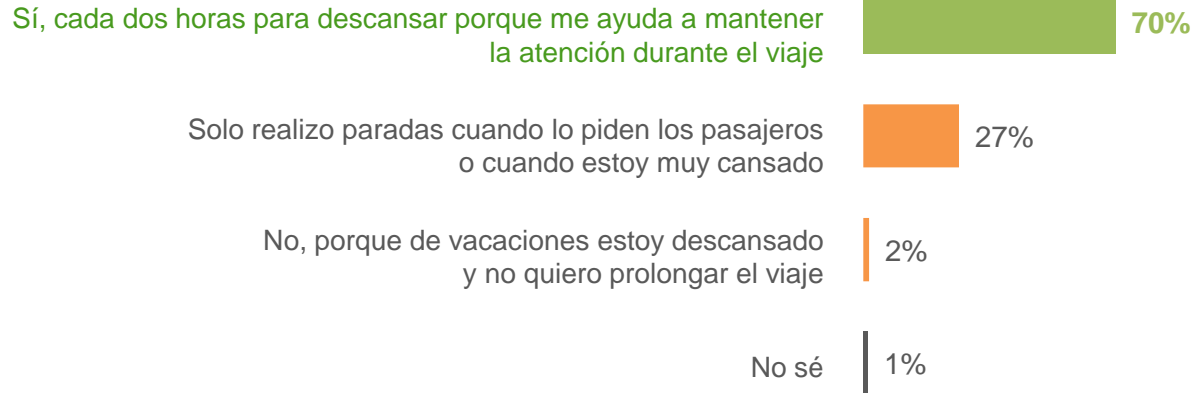 Sí, cada dos horas para descansar porque me ayuda a mantener
la atención durante el viaje
70%
Solo realizo paradas cuando lo piden los pasajeros
o cuando estoy muy cansado
27%
No, porque de vacaciones estoy descansado
y no quiero prolongar el viaje
2%
No sé
1%